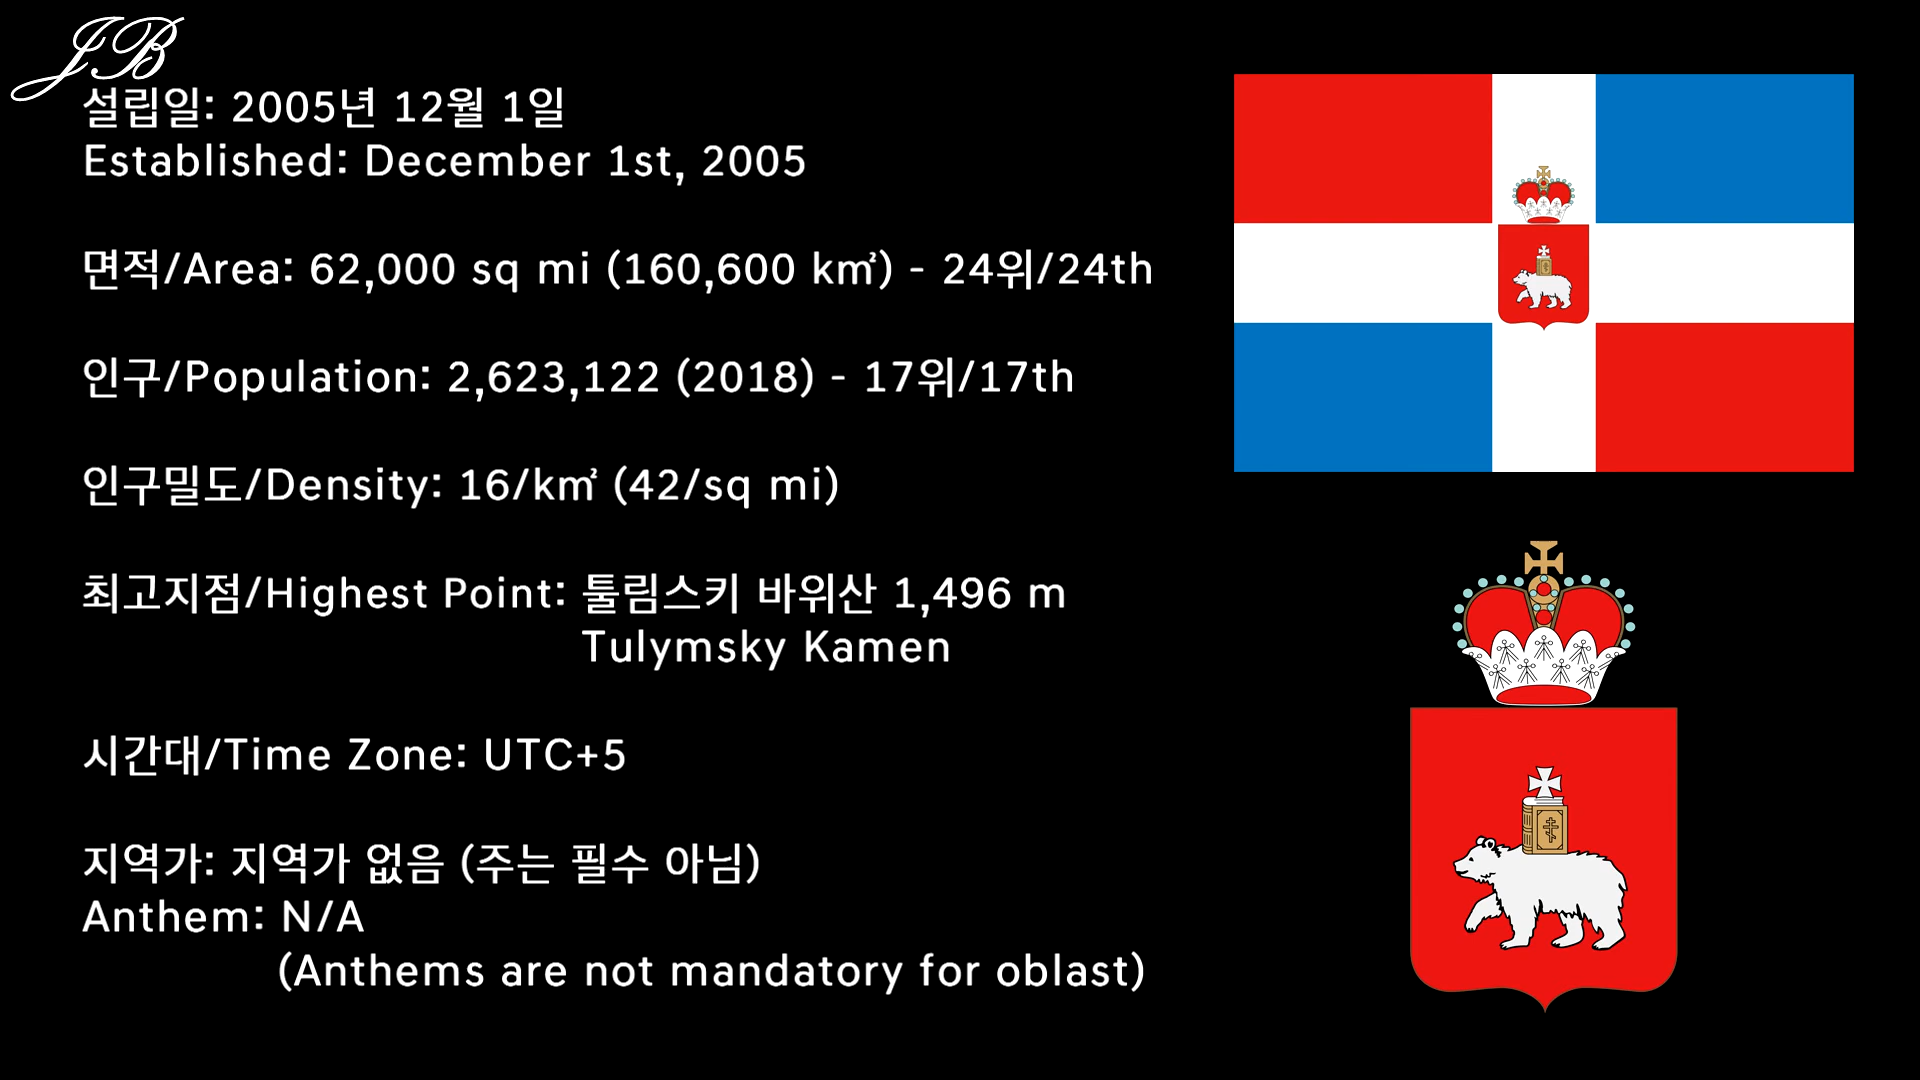 JB
설립일: 2005년 12월 1일
Established: December 1st, 2005
면적/Area: 62,000 sq mi (160,600 ㎢) - 24위/24th
인구/Population: 2,623,122 (2018) - 17위/17th
인구밀도/Density: 16/㎢ (42/sq mi)
최고지점/Highest Point: 툴림스키 바위산 1,496 m
Tulymsky Kamen
시간대/Time Zone: UTC+5
지역가: 지역가 없음 (주는 필수 아님)
Anthem: N/A
(Anthems are not mandatory for oblast)